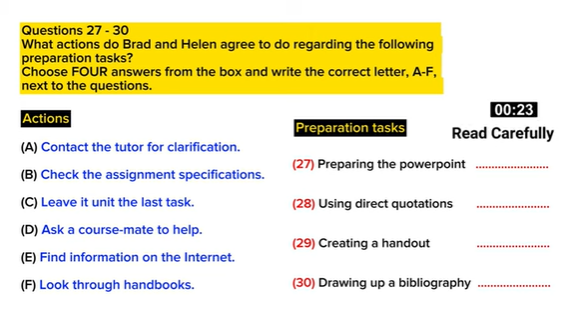 Questions 27 - 30
What actions do Brad and Helen agree to do regarding the following
preparation tasks?
Choose FOUR answers from the box and write the correct letter, A-F,
next to the questions.
Actions
(A) Contact the tutor for clarification.
(B) Check the assignment specifications.
(C) Leave it unit the last task.
(D) Ask a course-mate to help.
(E) Find information on the Internet.
(F) Look through handbooks.
00:23
Read Carefully
Preparation tasks
(27) Preparing the powerpoint ........................
(28) Using direct quotations ........................
(29) Creating a handout ........................
(30) Drawing up a bibliography ........................